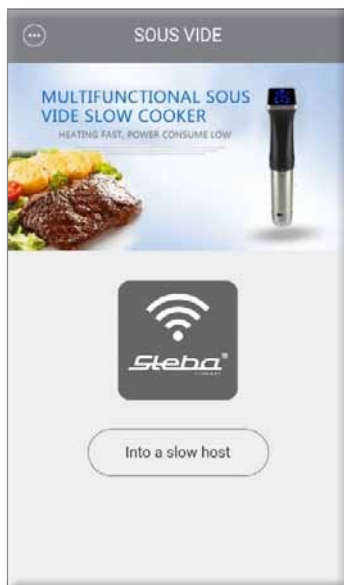 SOUS VIDE
MULTIFUNCTIONAL SOUS
VIDE SLOW COOKER
HEATING FAST, POWER CONSUME LOW
Steba®
Into a slow host